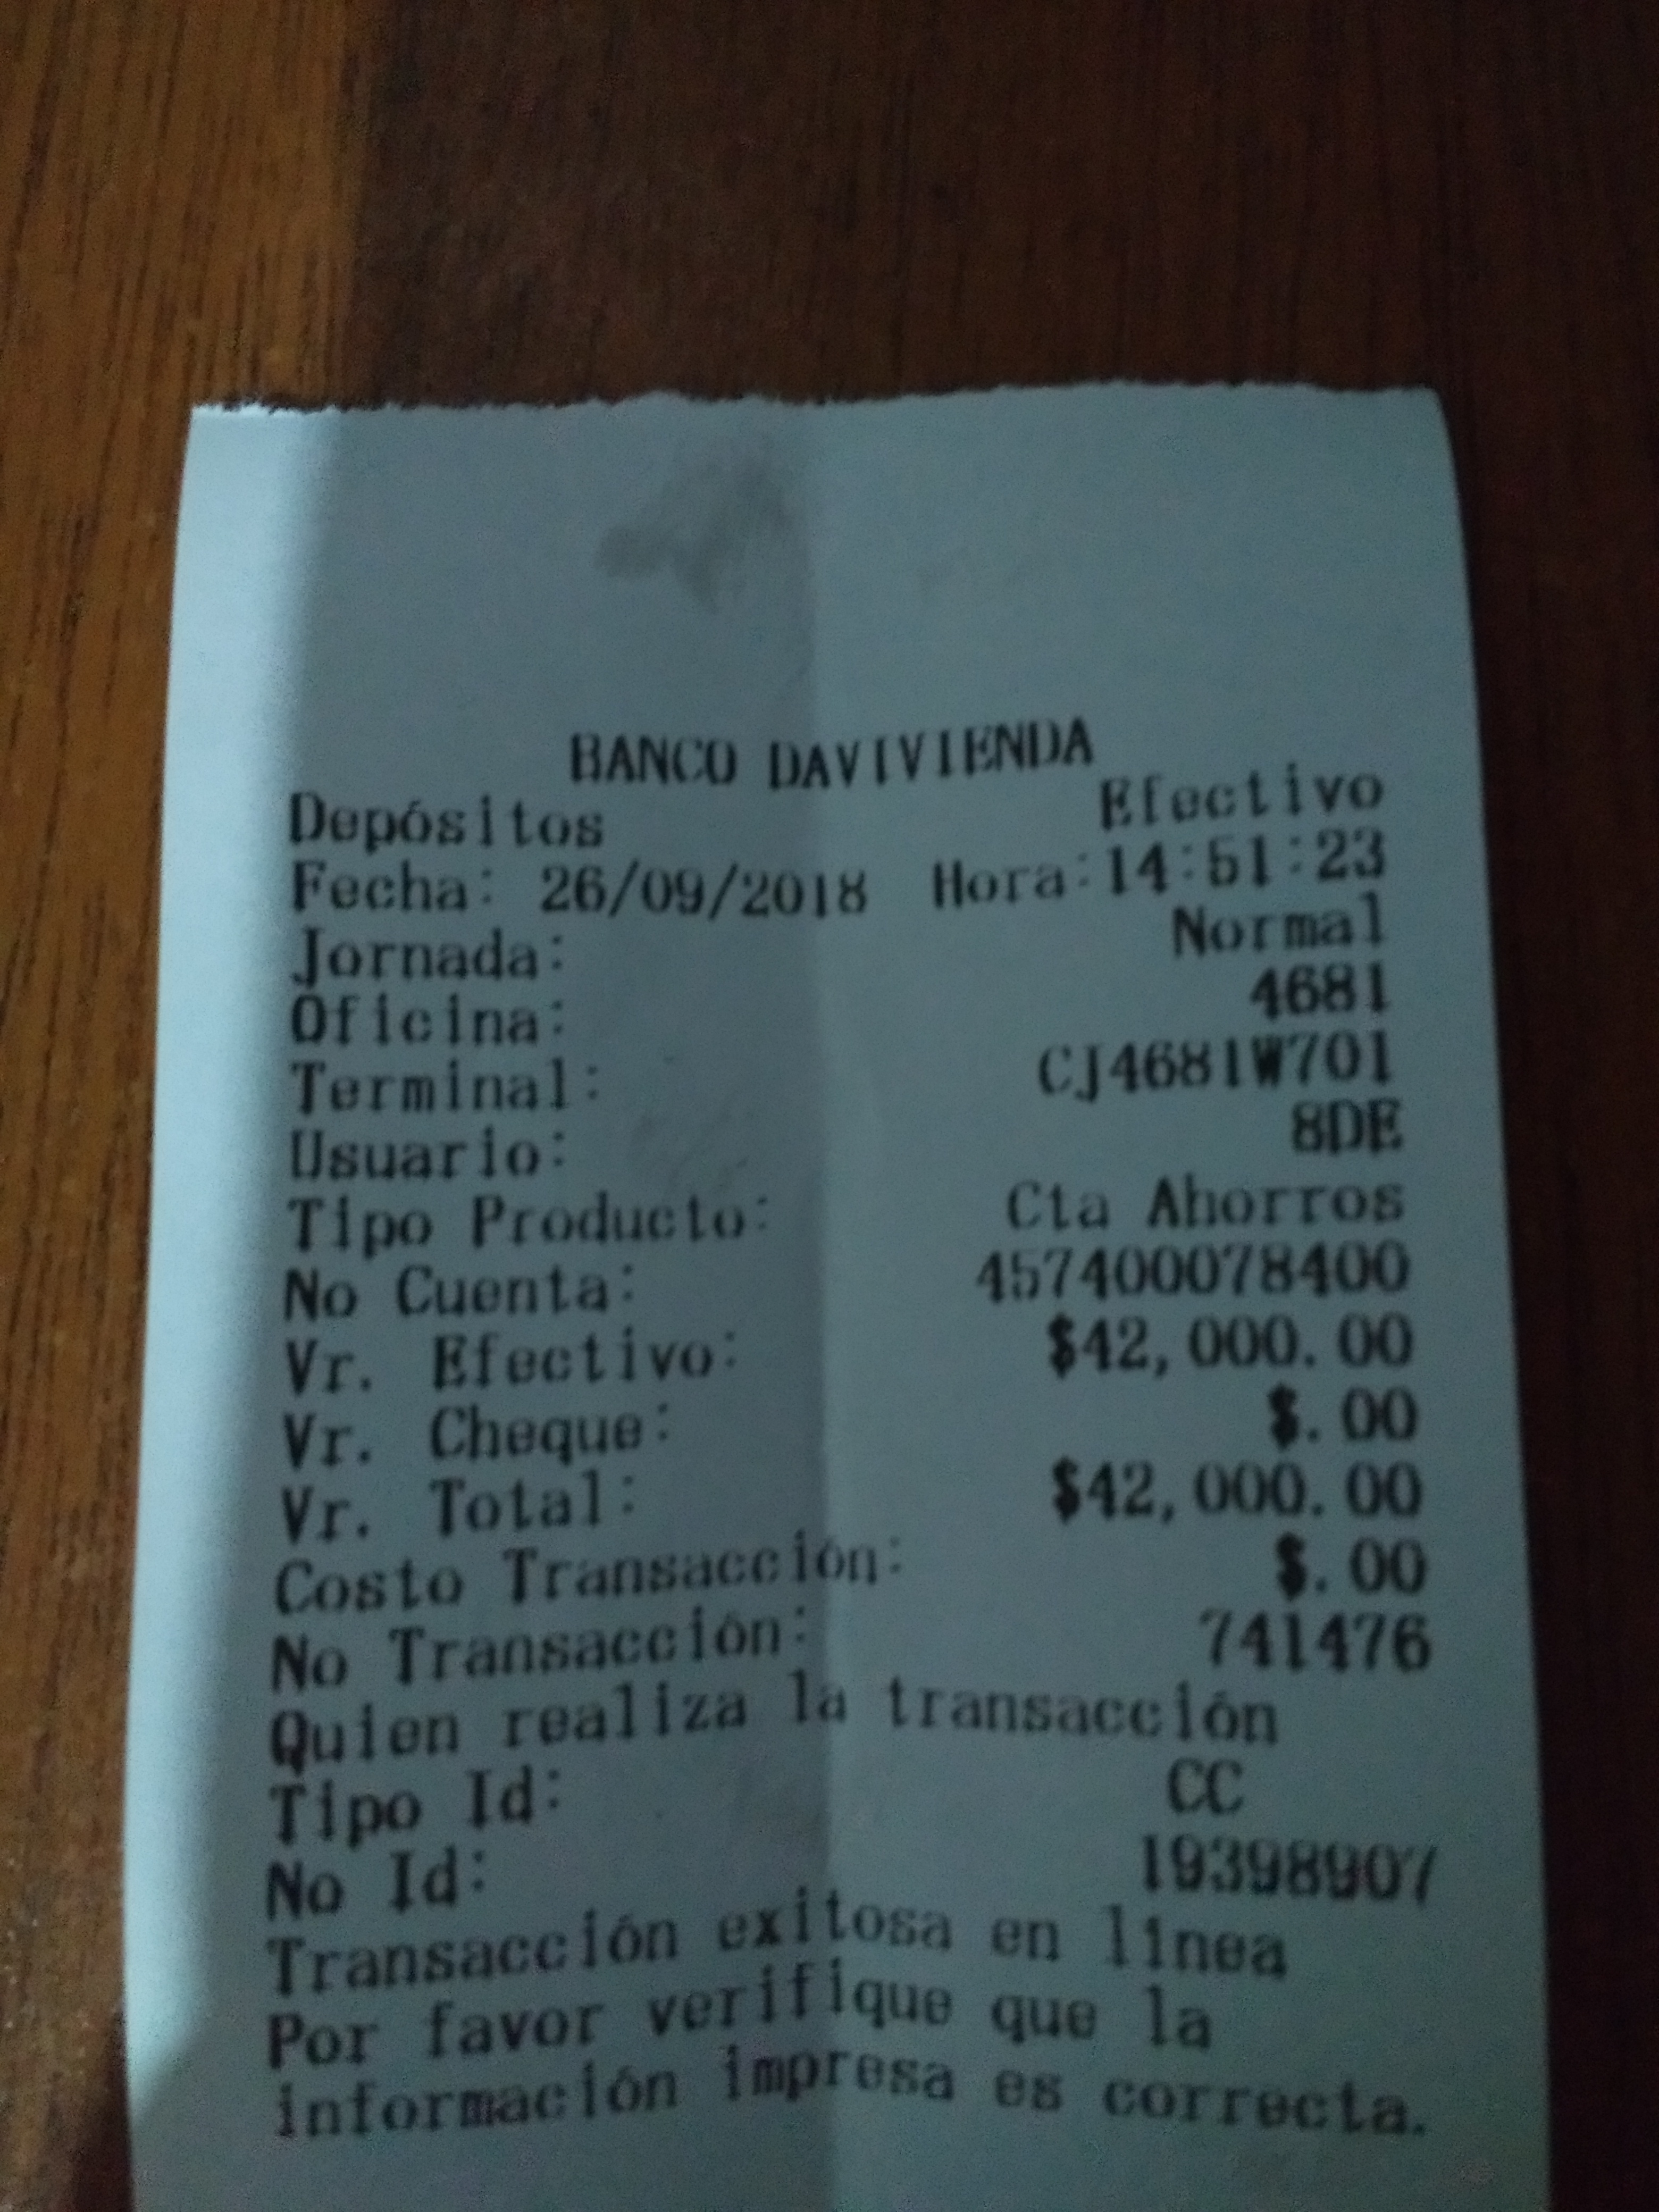 BANCO DAVIVIENDA
Depósitos Efectivo
Fecha: 26/09/2018 Hora:14:51:23
Jornada: Normal
Oficina: 4681
Terminal: CJ4681W701
Usuario: 8DE
Tipo Producto: Cta Ahorros
No Cuenta: 457400078400
Vr. Efectivo: $42,000.00
Vr. Cheque: $.00
Vr. Total: $42,000.00
Costo Transacción: $.00
No Transacción: 741476
Quien realiza la transacción
Tipo Id: CC
No Id: 19398907
Transacción exitosa en linea
Por favor verifique que la
información impresa es correcta.